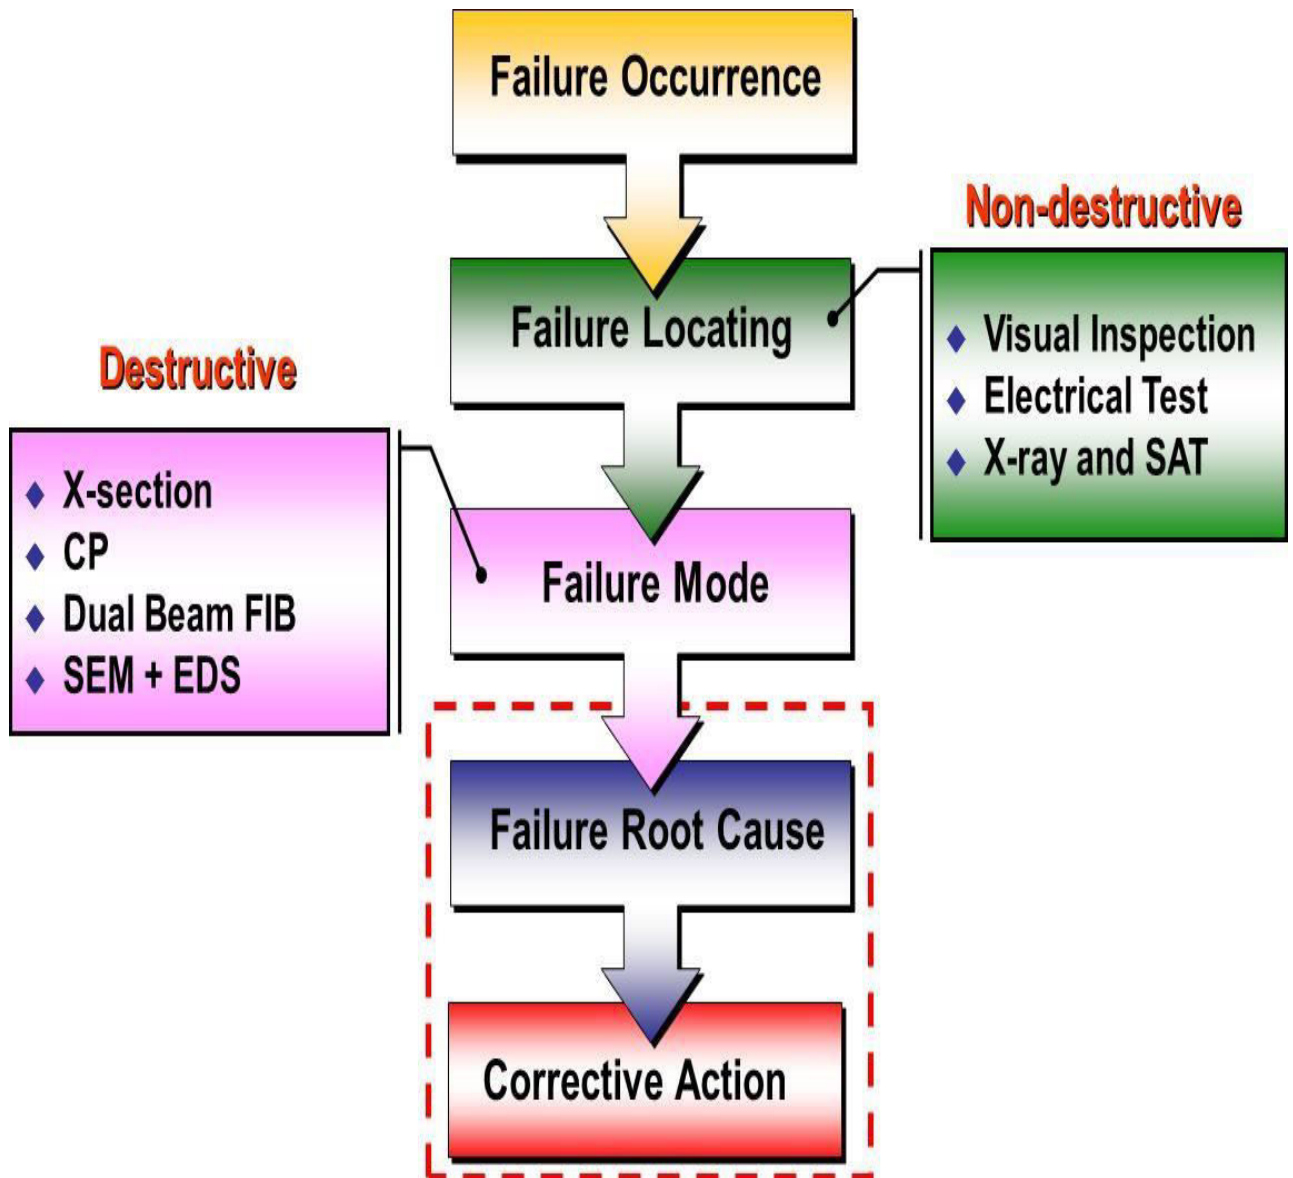 Failure Occurrence
Non-destructive
Failure Locating
Visual Inspection
Electrical Test
X-ray and SAT
Destructive
X-section
CP
Dual Beam FIB
SEM + EDS
Failure Mode
Failure Root Cause
Corrective Action